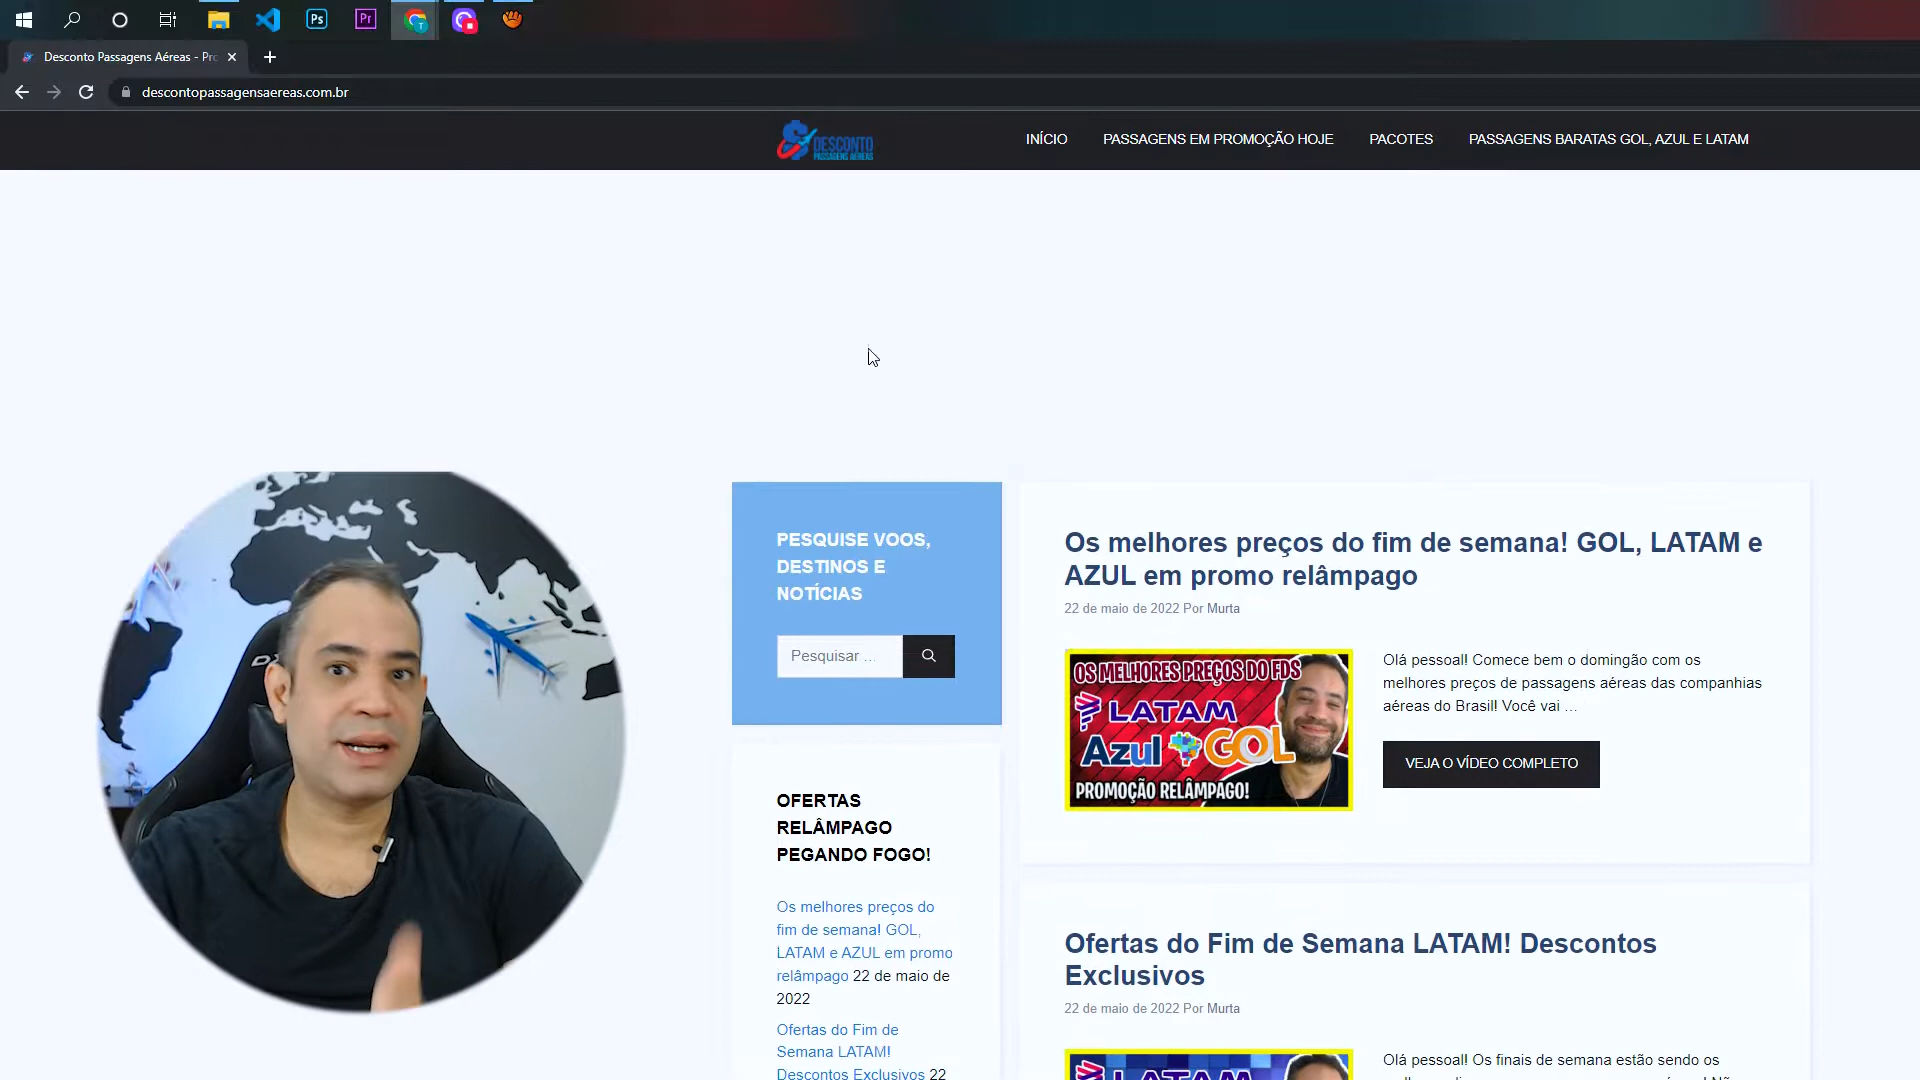 Ps
Pr
Desconto Passagens Aéreas - Pro
descontopassagensaereas.com.br
DESCONTO
PASSAGENS AÉREAS
INÍCIO
PASSAGENS EM PROMOÇÃO HOJE
PACOTES
PASSAGENS BARATAS GOL, AZUL E LATAM
PESQUISE VOOS,
DESTINOS E
NOTÍCIAS
Pesquisar ...
OFERTAS
RELÂMPAGO
PEGANDO FOGO!
Os melhores preços do
fim de semana! GOL,
LATAM e AZUL em promo
relâmpago 22 de maio de
2022
Ofertas do Fim de
Semana LATAM!
Descontos Exclusivos 22
Os melhores preços do fim de semana! GOL, LATAM e
AZUL em promo relâmpago
22 de maio de 2022 Por Murta
OS MELHORES PREÇOS DO FDS
LATAM
Azul GOL
PROMOÇÃO RELÂMPAGO!
Olá pessoal! Comece bem o domingão com os
melhores preços de passagens aéreas das companhias
aéreas do Brasil! Você vai ...
VEJA O VÍDEO COMPLETO
Ofertas do Fim de Semana LATAM! Descontos
Exclusivos
22 de maio de 2022 Por Murta
LATAM
Olá pessoal! Os finais de semana estão sendo os